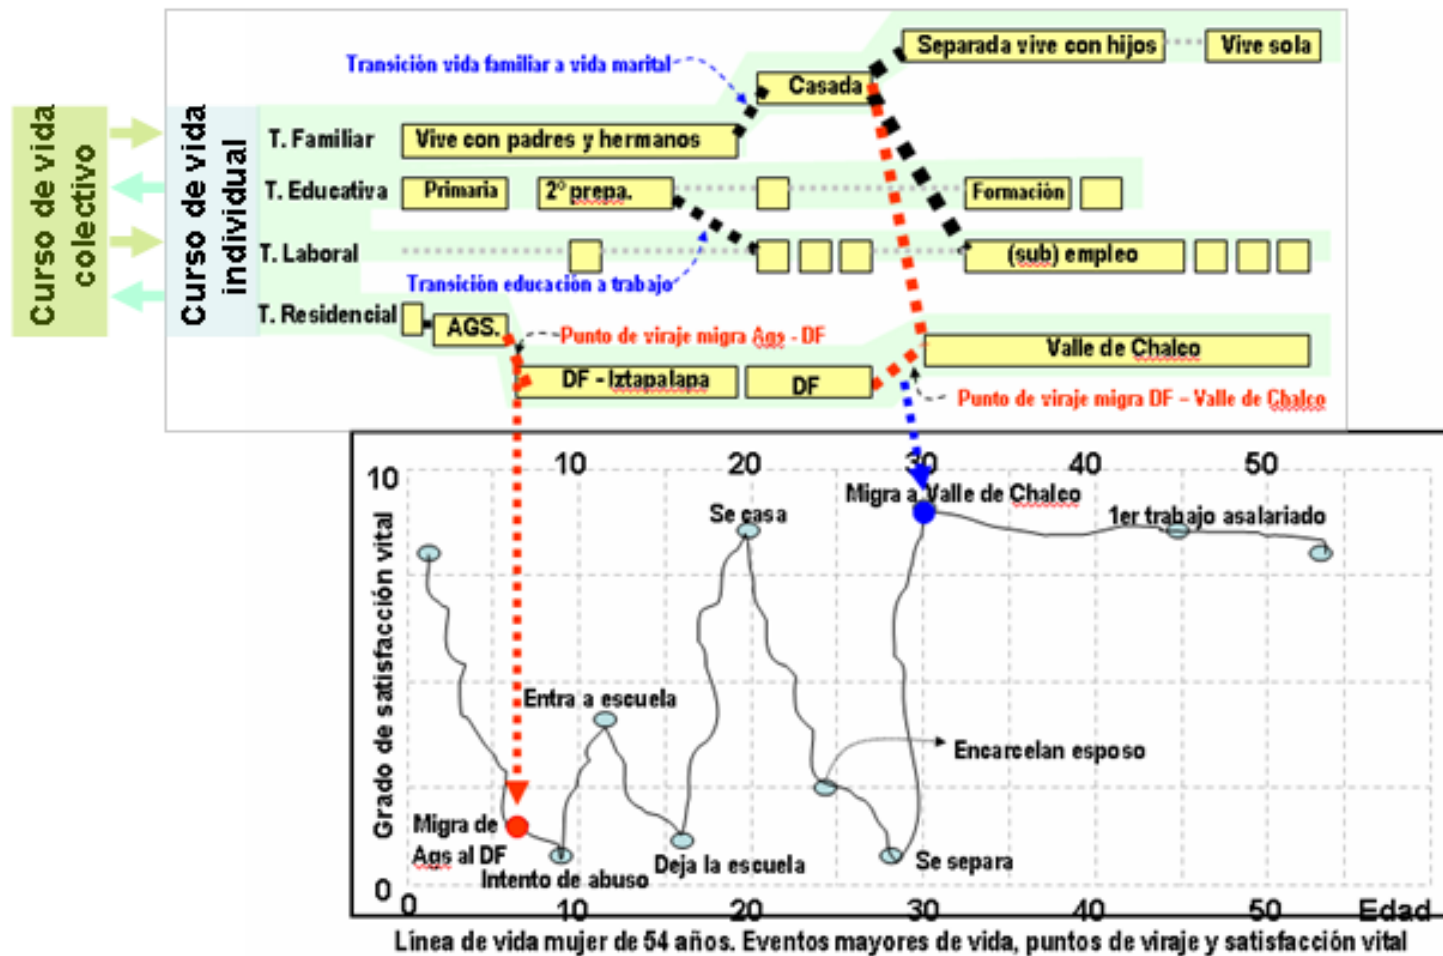 Curso de vida
colectivo
Curso de vida
individual
Transición vida familiar a vida marital
Separada vive con hijos
Vive sola
Casada
T. Familiar
Vive con padres y hermanos
T. Educativa
Primaria
2º prepa.
Formación
T. Laboral
(sub) empleo
Transición educación a trabajo
T. Residencial
AGS.
Punto de viraje migra Ags - DF
Valle de Chalco
DF - Iztapalapa
DF
Punto de viraje migra DF – Valle de Chalco
10 20 30 40 50
10
Grado de satisfacción vital
Migra a Valle de Chalco
Se casa
1er trabajo asalariado
Entra a escuela
Encarcelan esposo
Migra de
Ags al DF
Intento de abuso
Deja la escuela
Se separa
0
0 10 20 30 40 50 Edad
Línea de vida mujer de 54 años. Eventos mayores de vida, puntos de viraje y satisfacción vital